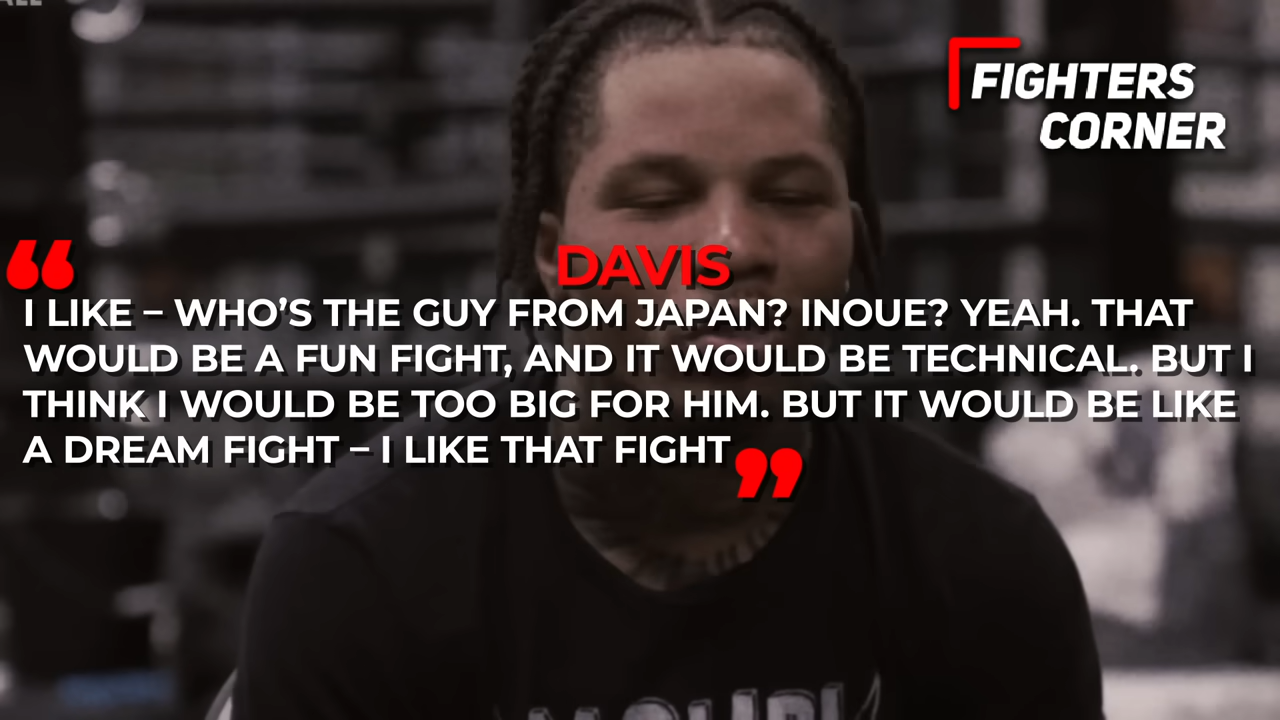 FIGHTERS
CORNER
DAVIS
“
I LIKE – WHO’S THE GUY FROM JAPAN? INOUE? YEAH. THAT
WOULD BE A FUN FIGHT, AND IT WOULD BE TECHNICAL. BUT I
THINK I WOULD BE TOO BIG FOR HIM. BUT IT WOULD BE LIKE
A DREAM FIGHT – I LIKE THAT FIGHT ”